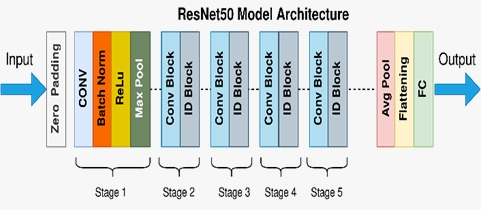 ResNet50 Model Architecture
Input
Zero Padding
CONV
Batch Norm
ReLu
Max Pool
Conv Block
ID Block
Conv Block
ID Block
Conv Block
ID Block
Conv Block
ID Block
Avg Pool
Flattening
FC
Output
Stage 1
Stage 2
Stage 3
Stage 4
Stage 5